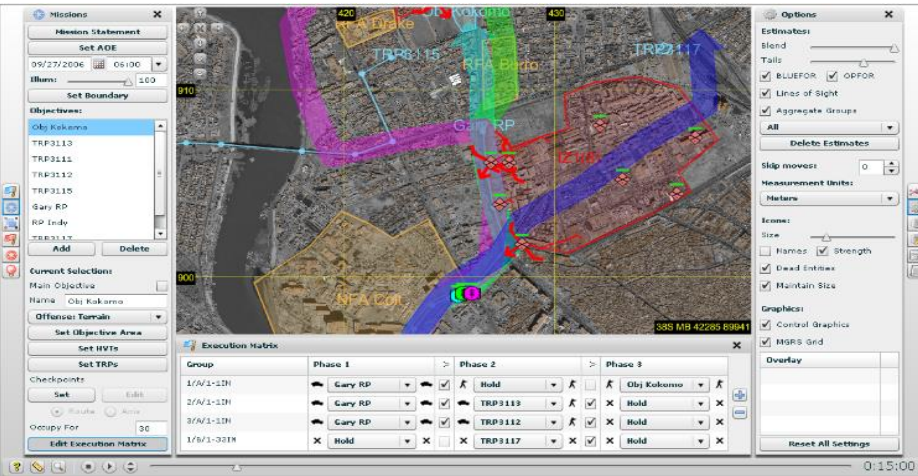 Missions
Mission Statement
Set AOE
09/27/2006 06:00
Illum: 100
Set Boundary
Objectives:
Obj Kokomo
TRP3113
TRP3111
TRP3112
TRP3115
Gary RP
RP Indy
TRP3117
Add Delete
Current Selection:
Main Objective
Name Obj Kokomo
Offense: Terrain
Set Objective Area
Set HVTs
Set TRPs
Checkpoints
Set Edit
Route Axis
Occupy For 30
Edit Execution Matrix
420 430
Obj Kokomo
RFA Drake
TRP3115
TRP3117
RFA Burro
910
Gary RP
900
NFA Colt
38S MB 42285 89941
Execution Matrix
Group Phase 1 > Phase 2 > Phase 3
1/A/1-1IN Gary RP Hold Obj Kokomo
2/A/1-1IN Gary RP TRP3113 Hold
3/A/1-1IN Gary RP TRP3112 Hold
Hold TRP3117 Hold
Options
Estimates:
Blend
Tails
BLUEFOR OPFOR
Lines of Sight
Aggregate Groups
All
Delete Estimates
Skip moves: 0
Measurement Units:
Meters
Icons:
Size
Names Strength
Dead Entities
Maintain Size
Graphics:
Control Graphics
MGRS Grid
Overlay
Reset All Settings
0:15:00